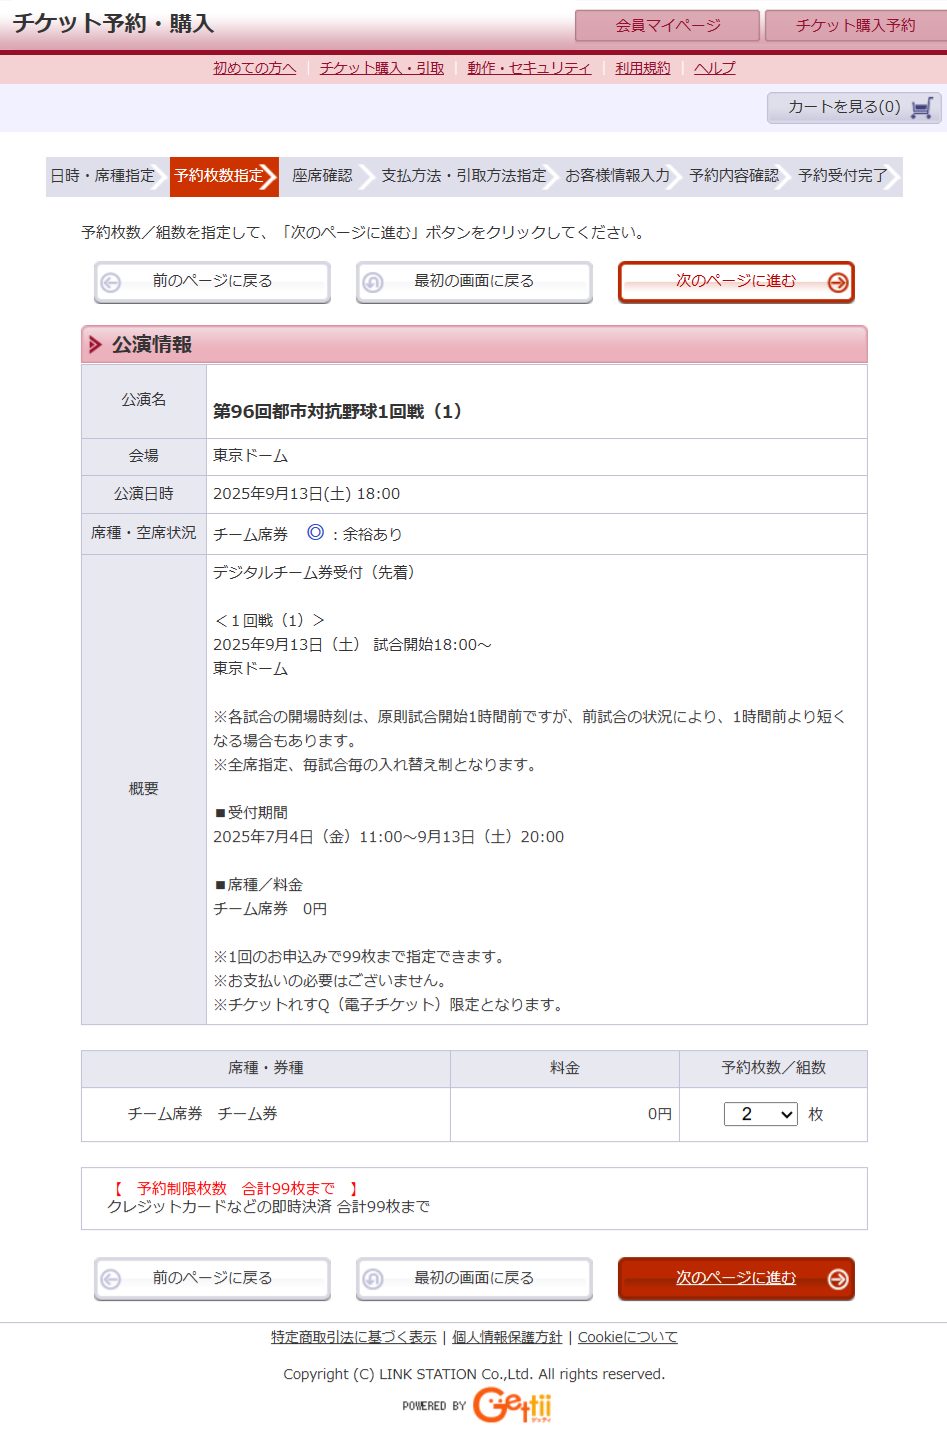 チケット予約・購入
会員マイページ
チケット購入予約
初めての方へ | チケット購入・引取 | 動作・セキュリティ | 利用規約 | ヘルプ
カートを見る(0)
日時・席種指定 予約枚数指定 座席確認 支払方法・引取方法指定 お客様情報入力 予約内容確認 予約受付完了
予約枚数／組数を指定して、「次のページに進む」ボタンをクリックしてください。
前のページに戻る 最初の画面に戻る 次のページに進む
公演情報
公演名 第96回都市対抗野球1回戦（1）
会場 東京ドーム
公演日時 2025年9月13日(土) 18:00
席種・空席状況 チーム席券 ◎ ：余裕あり
概要
デジタルチーム券受付（先着）
＜１回戦（1）＞
2025年9月13日（土） 試合開始18:00～
東京ドーム
※各試合の開場時刻は、原則試合開始1時間前ですが、前試合の状況により、1時間前より短く
なる場合もあります。
※全席指定、毎試合毎の入れ替え制となります。
■受付期間
2025年7月4日（金）11:00～9月13日（土）20:00
■席種／料金
チーム席券　0円
※1回のお申込みで99枚まで指定できます。
※お支払いの必要はございません。
※チケットれすQ（電子チケット）限定となります。
席種・券種 料金 予約枚数／組数
チーム席券　チーム券 0円 2 枚
【　予約制限枚数　合計99枚まで　】
クレジットカードなどの即時決済 合計99枚まで
前のページに戻る 最初の画面に戻る 次のページに進む
特定商取引法に基づく表示 | 個人情報保護方針 | Cookieについて
Copyright (C) LINK STATION Co.,Ltd. All rights reserved.
POWERED BY Gettii ゲッティ